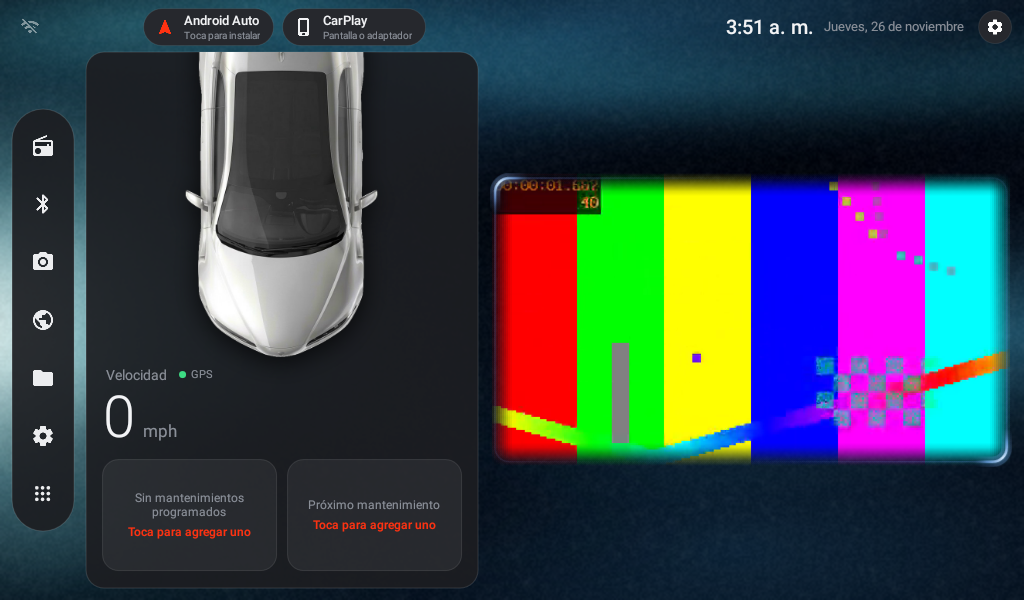 Android Auto
Toca para instalar
CarPlay
Pantalla o adaptador
3:51 a. m.
Jueves, 26 de noviembre
40
Velocidad
GPS
0 mph
Sin mantenimientos
programados
Toca para agregar uno
Próximo mantenimiento
Toca para agregar uno